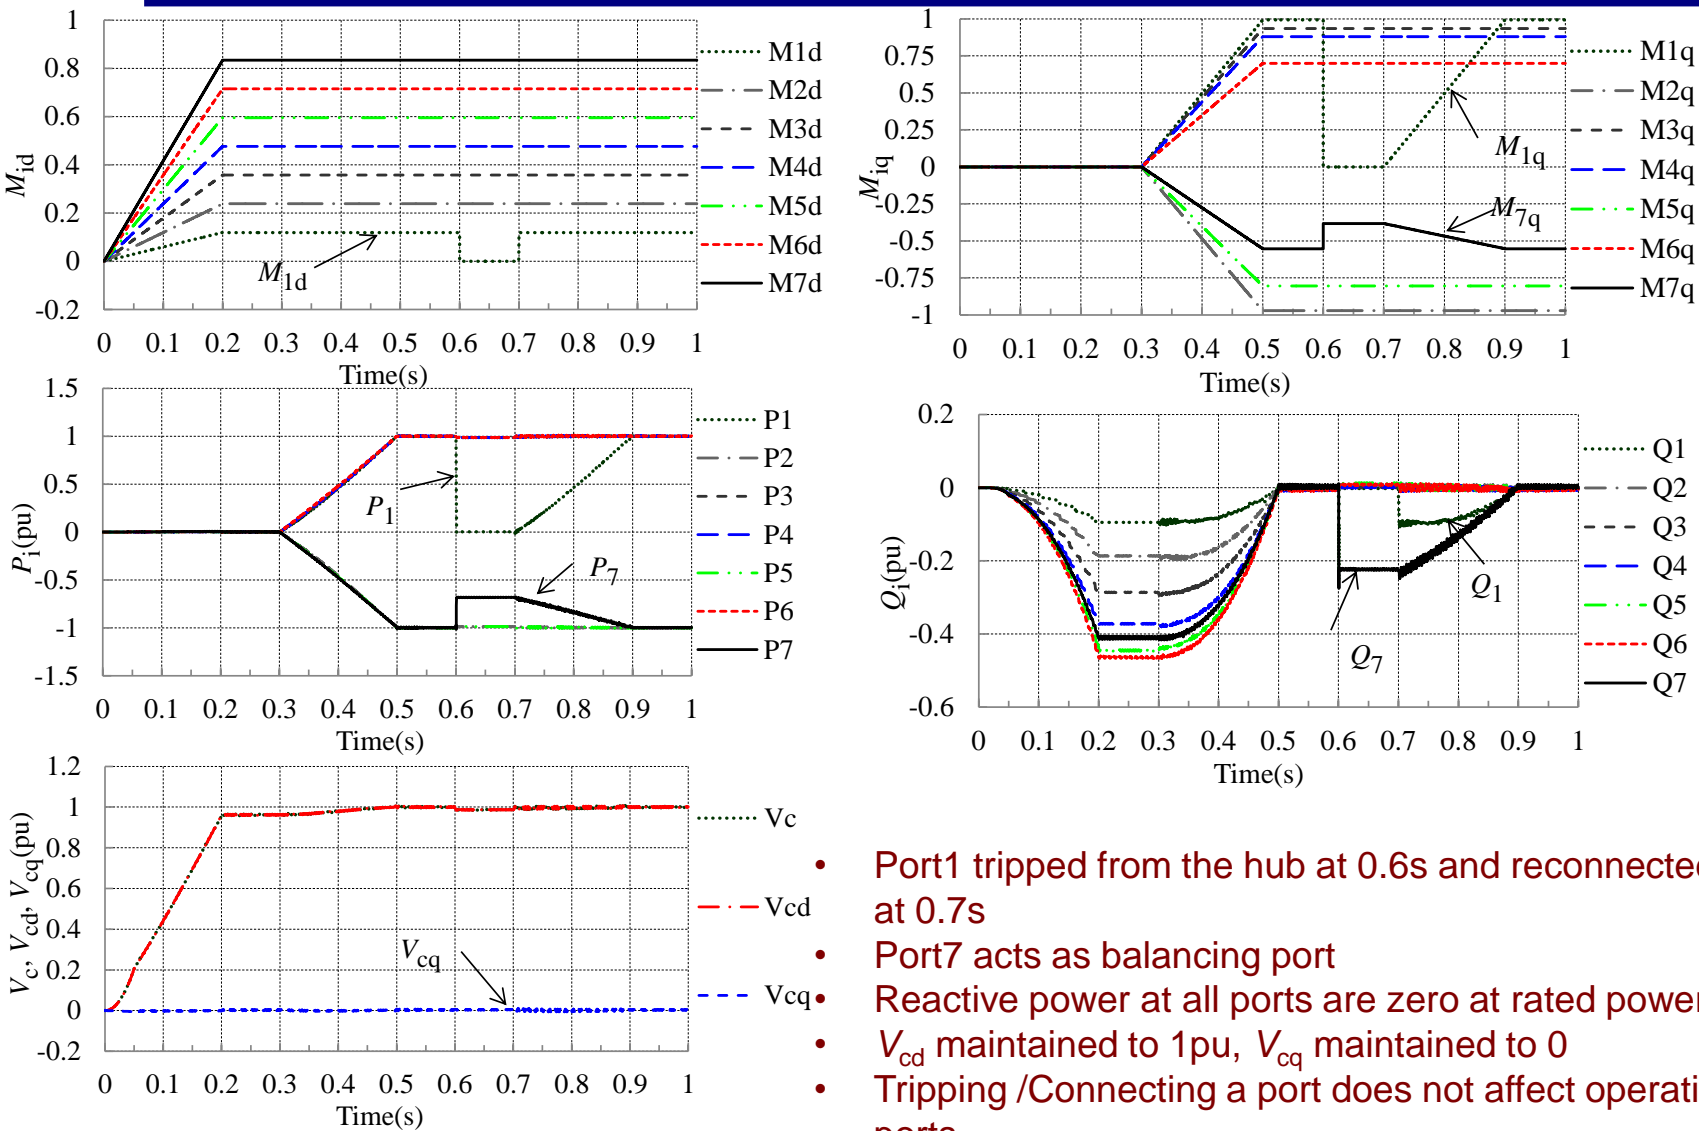 1
0.8
0.6
0.4
0.2
0
-0.2
0 0.1 0.2 0.3 0.4 0.5 0.6 0.7 0.8 0.9 1
Time(s)
Mid
M1d
M1d
M2d
M3d
M4d
M5d
M6d
M7d
1
0.75
0.5
0.25
0
-0.25
-0.5
-0.75
-1
0 0.1 0.2 0.3 0.4 0.5 0.6 0.7 0.8 0.9 1
Time(s)
Miq
M1q
M7q
M1q
M2q
M3q
M4q
M5q
M6q
M7q
1.5
1
0.5
0
-0.5
-1
-1.5
0 0.1 0.2 0.3 0.4 0.5 0.6 0.7 0.8 0.9 1
Time(s)
Pi(pu)
P1
P7
P1
P2
P3
P4
P5
P6
P7
0.2
0
-0.2
-0.4
-0.6
0 0.1 0.2 0.3 0.4 0.5 0.6 0.7 0.8 0.9 1
Time(s)
Qi(pu)
Q1
Q7
Q1
Q2
Q3
Q4
Q5
Q6
Q7
1.2
1
0.8
0.6
0.4
0.2
0
-0.2
0 0.1 0.2 0.3 0.4 0.5 0.6 0.7 0.8 0.9 1
Time(s)
Vc, Vcd, Vcq(pu)
Vcq
Vc
Vcd
Vcq
• Port1 tripped from the hub at 0.6s and reconnected
at 0.7s
• Port7 acts as balancing port
• Reactive power at all ports are zero at rated power
• Vcd maintained to 1pu, Vcq maintained to 0
• Tripping /Connecting a port does not affect operati
ports